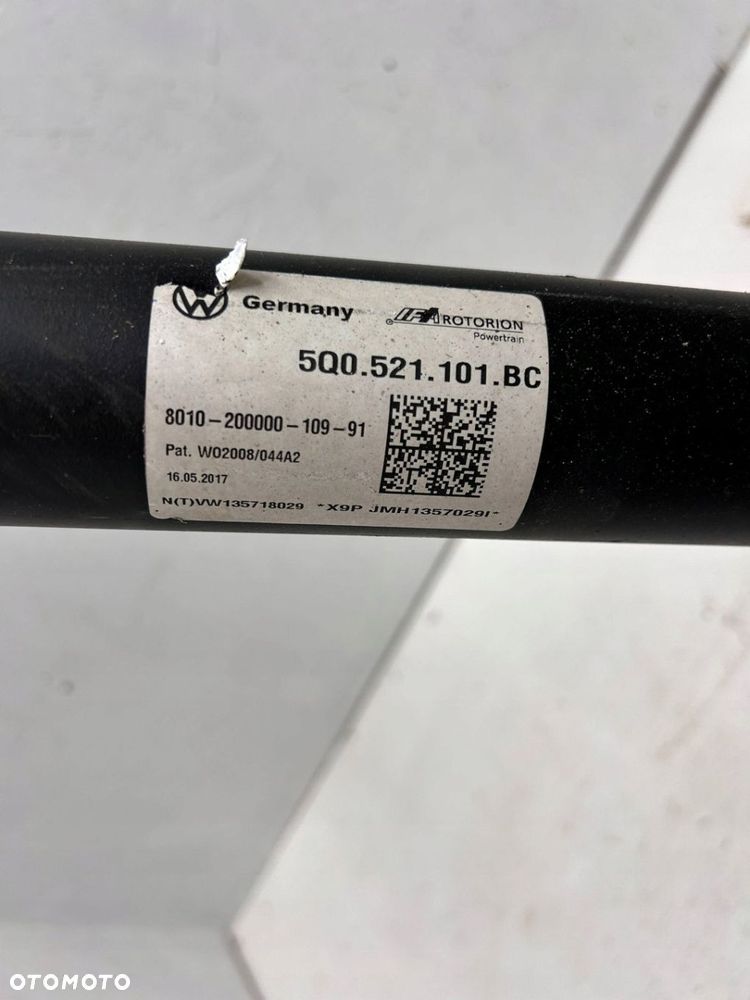 Germany
IFA ROTORION
Powertrain
5Q0.521.101.BC
8010-200000-109-91
Pat. WO2008/044A2
16.05.2017
N(T)VW135718029 *X9P JMH1357029I*
OTOMOTO